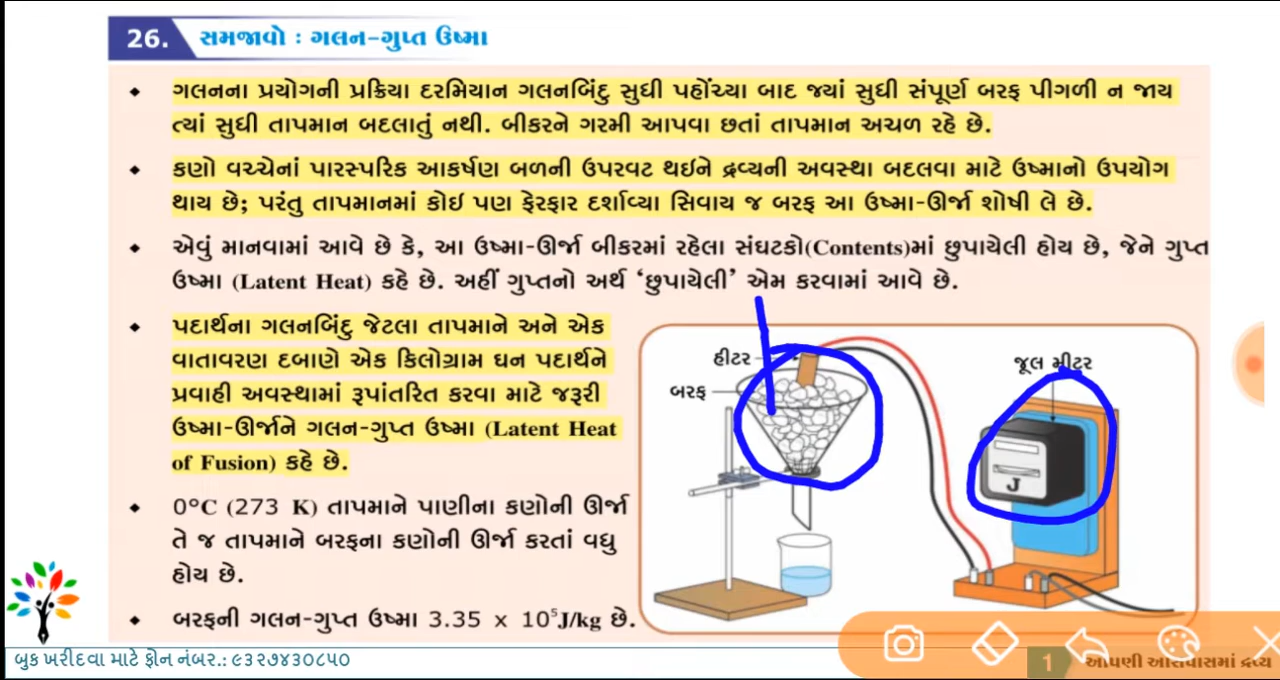 26. સમજાવો : ગલન-ગુપ્ત ઉષ્મા
♦ ગલનના પ્રયોગની પ્રક્રિયા દરમિયાન ગલનબિંદુ સુધી પહોંચ્યા બાદ જ્યાં સુધી સંપૂર્ણ બરફ પીગળી ન જાય
ત્યાં સુધી તાપમાન બદલાતું નથી. બીકરને ગરમી આપવા છતાં તાપમાન અચળ રહે છે.
♦ કણો વચ્ચેનાં પારસ્પરિક આકર્ષણ બળની ઉપરવટ થઇને દ્રવ્યની અવસ્થા બદલવા માટે ઉષ્માનો ઉપયોગ
થાય છે; પરંતુ તાપમાનમાં કોઇ પણ ફેરફાર દર્શાવ્યા સિવાય જ બરફ આ ઉષ્મા-ઊર્જા શોષી લે છે.
♦ એવું માનવામાં આવે છે કે, આ ઉષ્મા-ઊર્જા બીકરમાં રહેલા સંઘટકો(Contents)માં છુપાયેલી હોય છે, જેને ગુપ્ત
ઉષ્મા (Latent Heat) કહે છે. અહીં ગુપ્તનો અર્થ ‘છુપાયેલી’ એમ કરવામાં આવે છે.
♦ પદાર્થના ગલનબિંદુ જેટલા તાપમાને અને એક
વાતાવરણ દબાણે એક કિલોગ્રામ ઘન પદાર્થને
પ્રવાહી અવસ્થામાં રૂપાંતરિત કરવા માટે જરૂરી
ઉષ્મા-ઊર્જાને ગલન-ગુપ્ત ઉષ્મા (Latent Heat
of Fusion) કહે છે.
♦ 0°C (273 K) તાપમાને પાણીના કણોની ઊર્જા
તે જ તાપમાને બરફના કણોની ઊર્જા કરતાં વધુ
હોય છે.
♦ બરફની ગલન-ગુપ્ત ઉષ્મા 3.35 x 10⁵J/kg છે.
હીટર
બરફ
જૂલ મીટર
J
બુક ખરીદવા માટે ફોન નંબર.: ૯૩૨૭૪૩૦૮૫૦
1 આપણી આસપાસમાં દ્રવ્ય